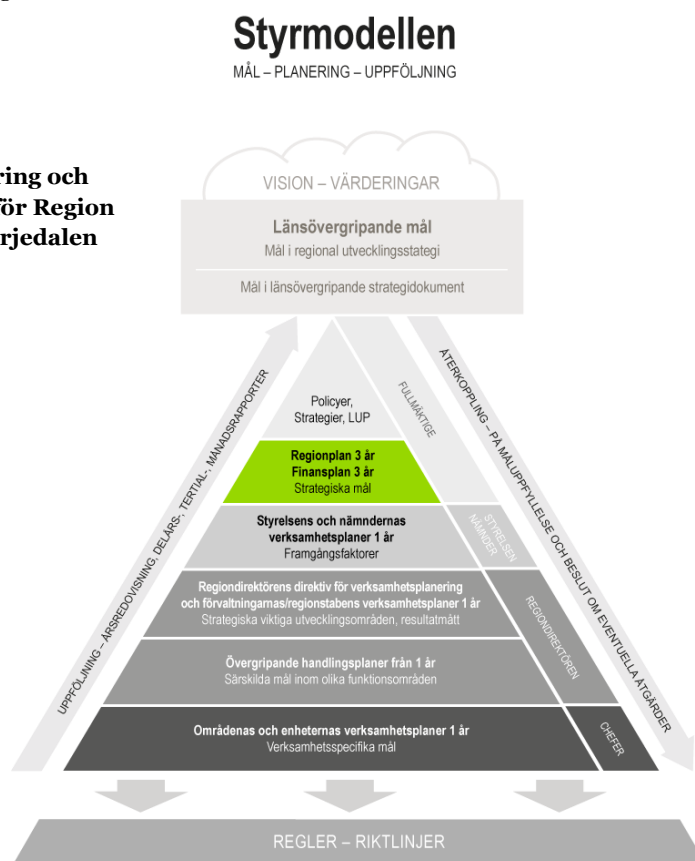 Styrmodellen
MÅL – PLANERING – UPPFÖLJNING
ring och
för Region
rjedalen
VISION – VÄRDERINGAR
Länsövergripande mål
Mål i regional utvecklingsstategi
Mål i länsövergripande strategidokument
UPPFÖLJNING – ÅRSREDOVISNING, DELÅRS-, TERTIAL-, MÅNADSRAPPORTER
ÅTERKOPPLING – PÅ MÅLUPPFYLLELSE OCH BESLUT OM EVENTUELLA ÅTGÄRDER
Policyer,
Strategier, LUP
FULLMÄKTIGE
Regionplan 3 år
Finansplan 3 år
Strategiska mål
Styrelsens och nämndernas
verksamhetsplaner 1 år
Framgångsfaktorer
STYRELSEN
NÄMNDER
Regiondirektörens direktiv för verksamhetsplanering
och förvaltningarnas/regionstabens verksamhetsplaner 1 år
Strategiska viktiga utvecklingsområden, resultatmått
REGIONDIREKTÖREN
Övergripande handlingsplaner från 1 år
Särskilda mål inom olika funktionsområden
Områdenas och enheternas verksamhetsplaner 1 år
Verksamhetsspecifika mål
CHEFER
REGLER – RIKTLINJER